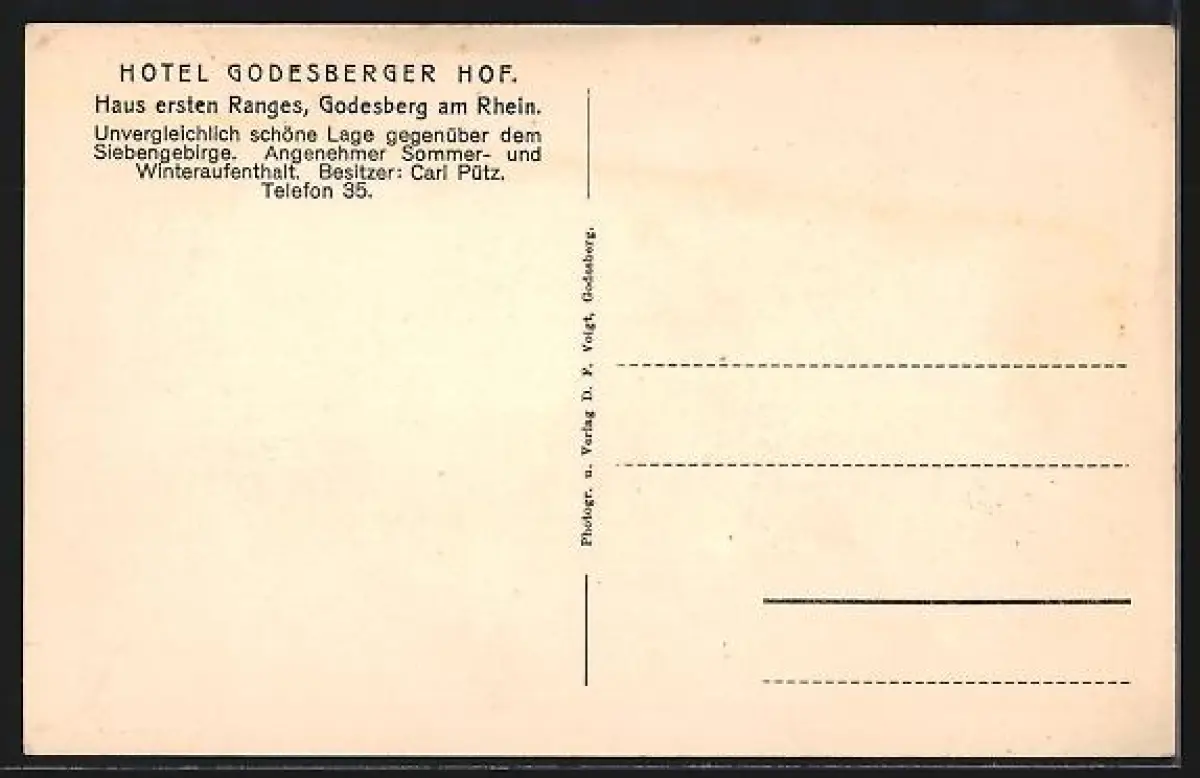 HOTEL GODESBERGER HOF.
Haus ersten Ranges, Godesberg am Rhein.
Unvergleichlich schöne Lage gegenüber dem
Siebengebirge. Angenehmer Sommer- und
Winteraufenthalt. Besitzer: Carl Pütz.
Telefon 35.
Photogr. u. Verlag D. F. Voigt, Godesberg.